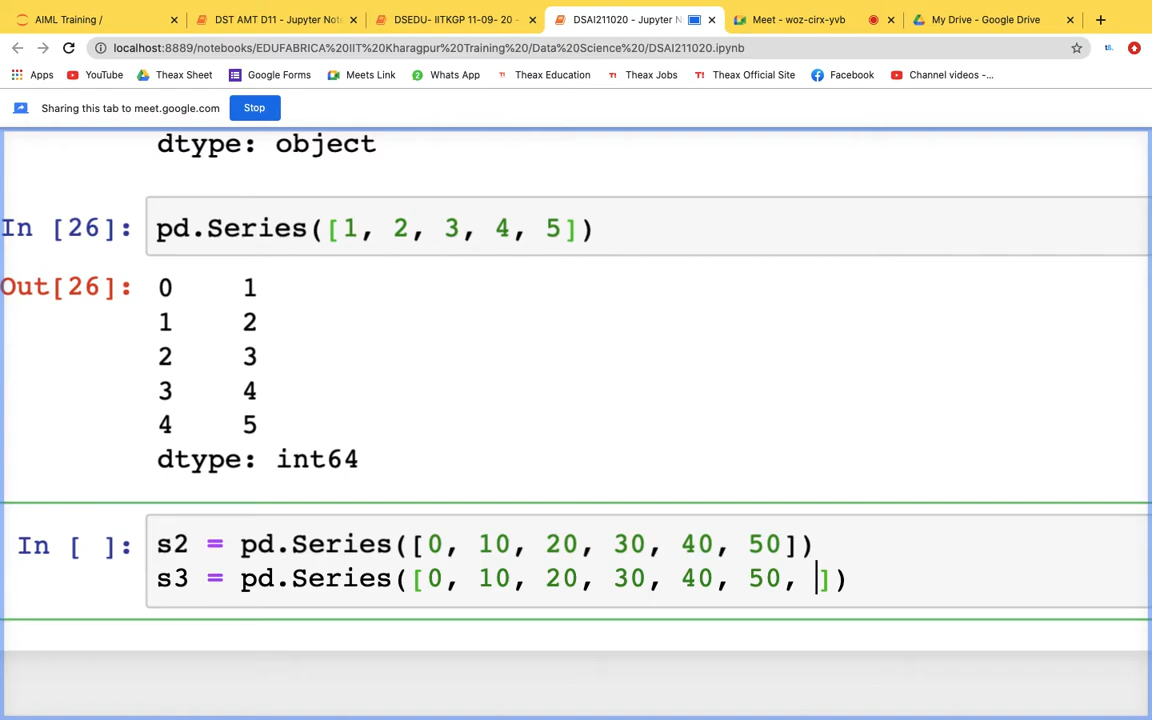 AIML Training /
DST AMT D11 - Jupyter Note
DSEDU- IITKGP 11-09- 20 -
DSAI211020 - Jupyter N
Meet - woz-cirx-yvb
My Drive - Google Drive
localhost:8889/notebooks/EDUFABRICA%20IIT%20Kharagpur%20Training%20/Data%20Science%20/DSAI211020.ipynb
Apps YouTube Theax Sheet Google Forms Meets Link Whats App Theax Education Theax Jobs Theax Official Site Facebook Channel videos -...
Sharing this tab to meet.google.com Stop
dtype: object
In [26]: pd.Series([1, 2, 3, 4, 5])
Out[26]: 0 1
1 2
2 3
3 4
4 5
dtype: int64
In [ ]: s2 = pd.Series([0, 10, 20, 30, 40, 50])
s3 = pd.Series([0, 10, 20, 30, 40, 50, ])